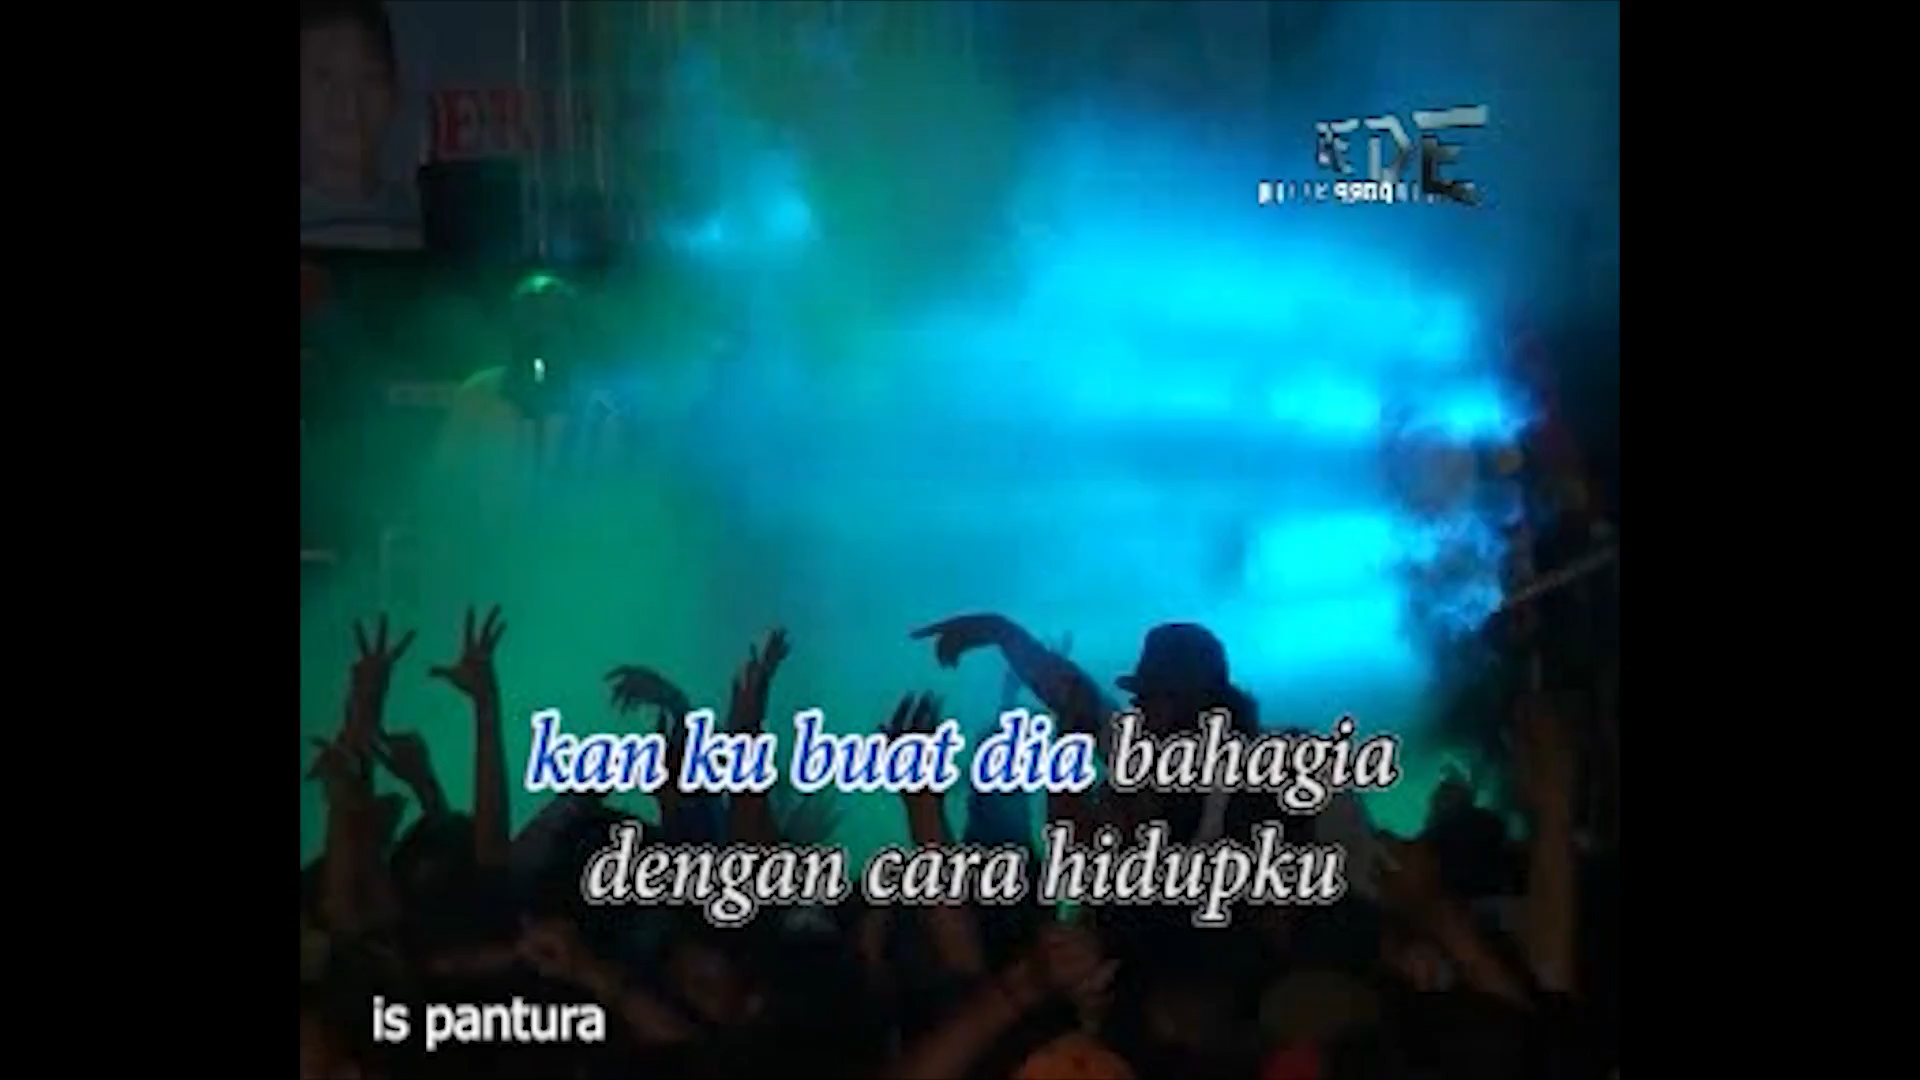 kan ku buat dia bahagia
dengan cara hidupku
is pantura